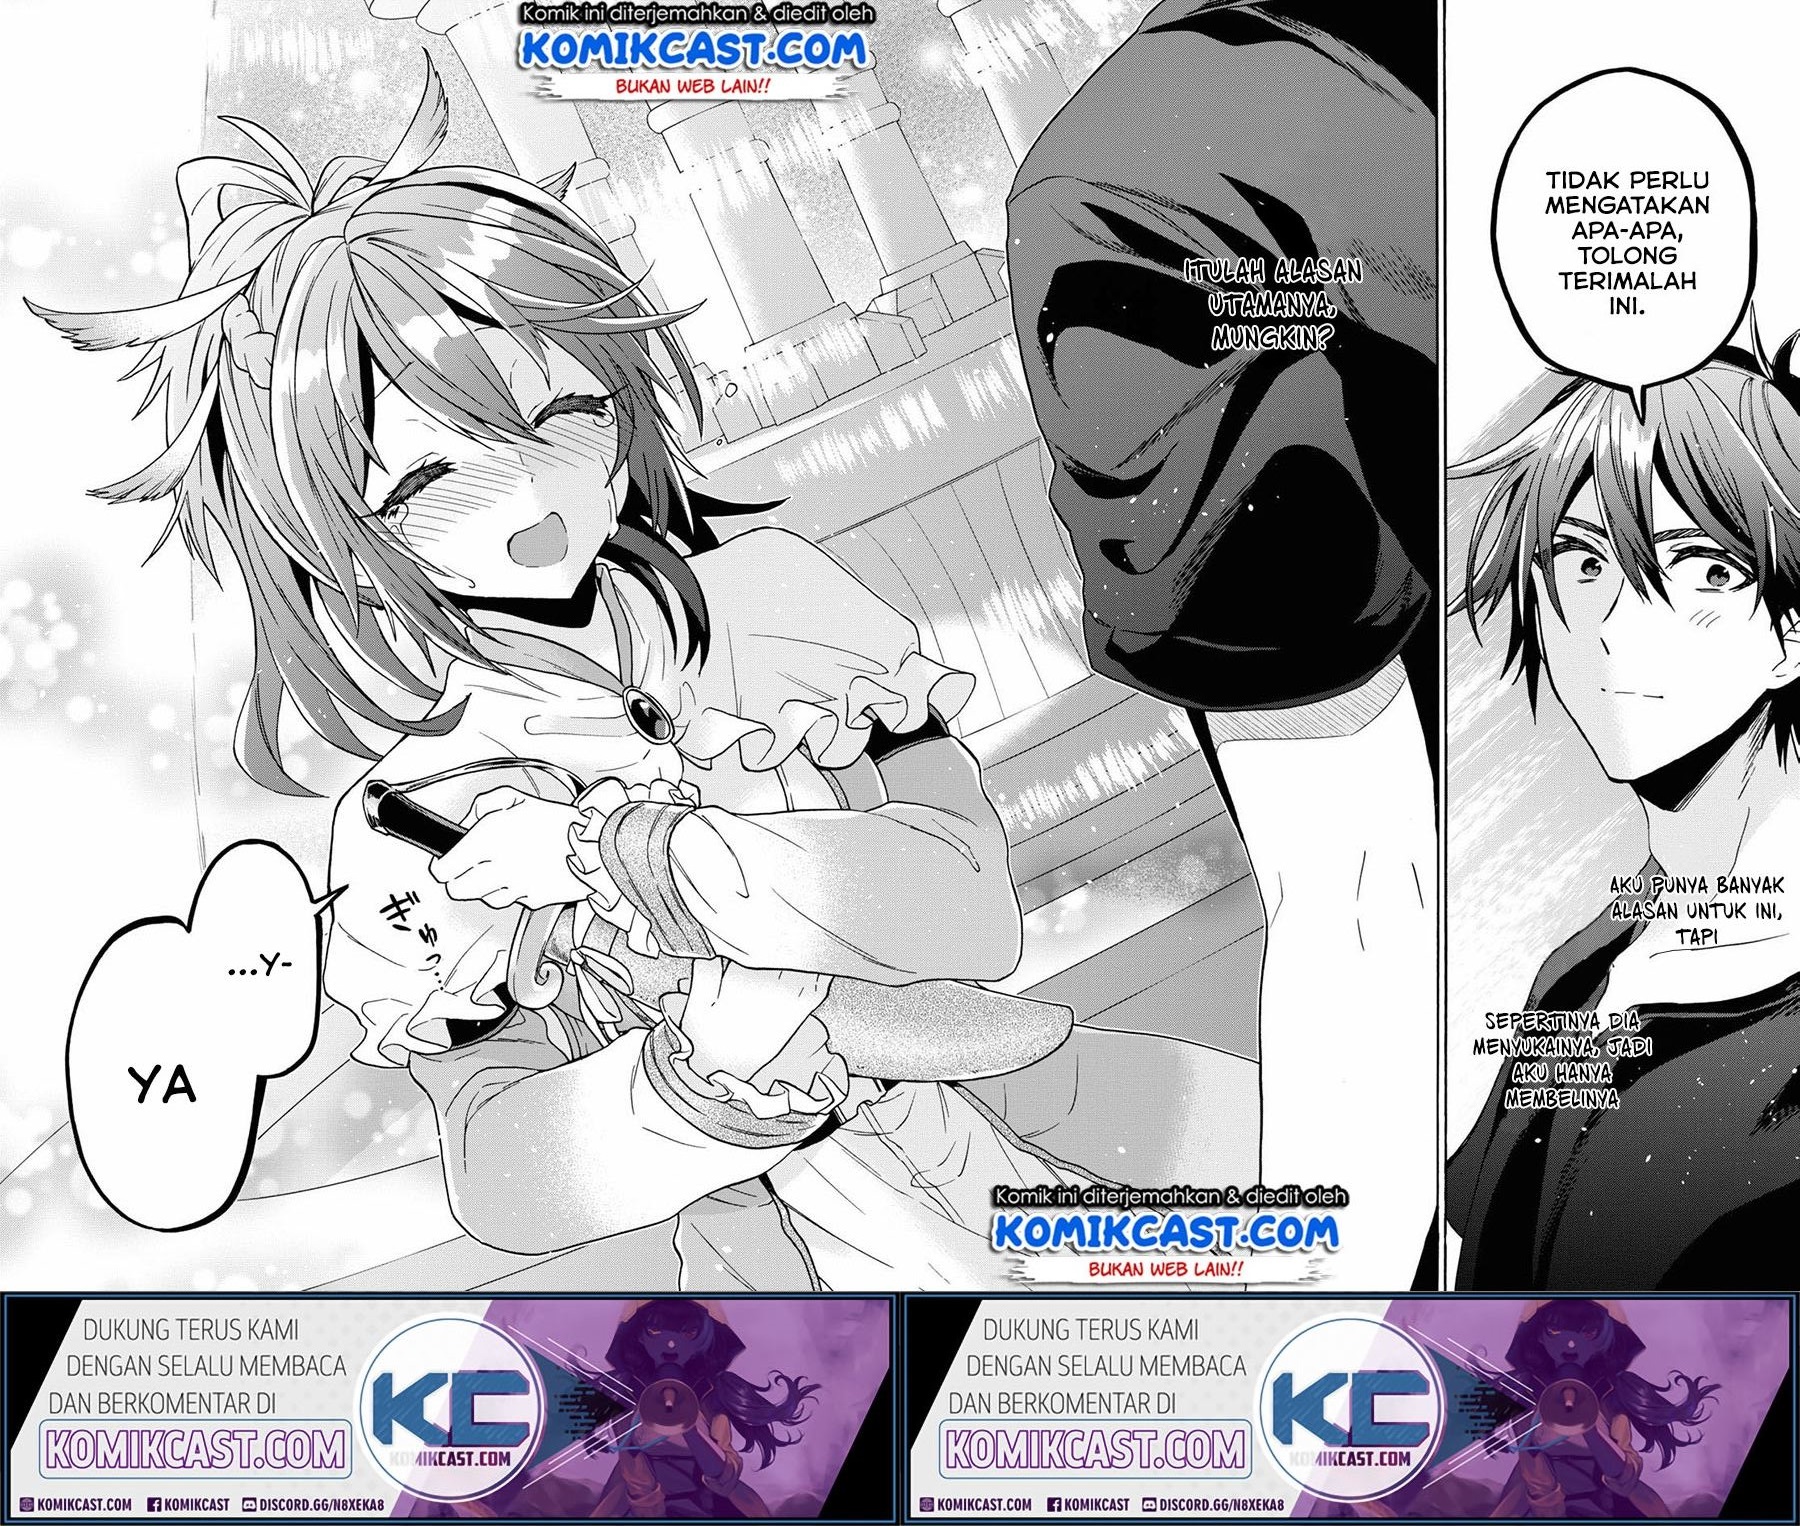 Komik ini diterjemahkan & diedit oleh
KOMIKCAST.COM
BUKAN WEB LAIN!!
TIDAK PERLU
MENGATAKAN
APA-APA,
TOLONG
TERIMALAH
INI.
AKU PUNYA BANYAK
ALASAN UNTUK INI,
TAPI
SEPERTINYA DIA
MENYUKAINYA, JADI
AKU HANYA
MEMBELINYA
ITULAH ALASAN
UTAMANYA,
MUNGKIN?
ぎゅっ…
...Y-
YA
Komik ini diterjemahkan & diedit oleh
KOMIKCAST.COM
BUKAN WEB LAIN!!
DUKUNG TERUS KAMI
DENGAN SELALU MEMBACA
DAN BERKOMENTAR DI
KOMIKCAST.COM
KC
KOMIKCAST.COM
KOMIKCAST.COM KOMIKCAST DISCORD.GG/N8XEKA8
DUKUNG TERUS KAMI
DENGAN SELALU MEMBACA
DAN BERKOMENTAR DI
KOMIKCAST.COM
KC
KOMIKCAST.COM
KOMIKCAST.COM KOMIKCAST DISCORD.GG/N8XEKA8